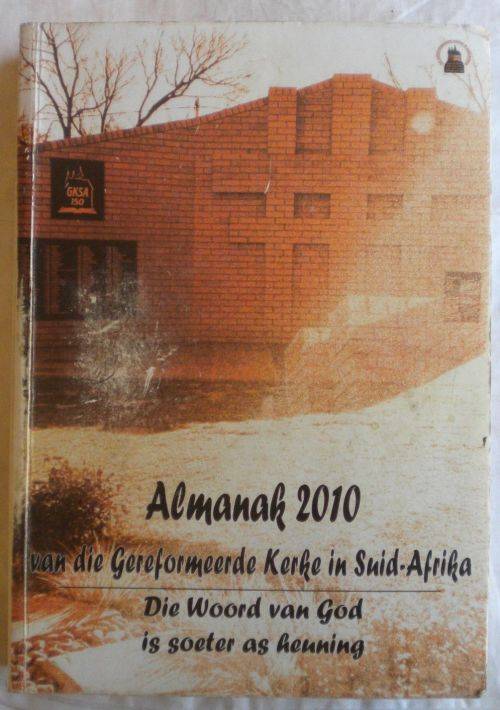 GKSA
150
Almanak 2010
van die Gereformeerde Kerke in Suid-Afrika
Die Woord van God
is soeter as heuning